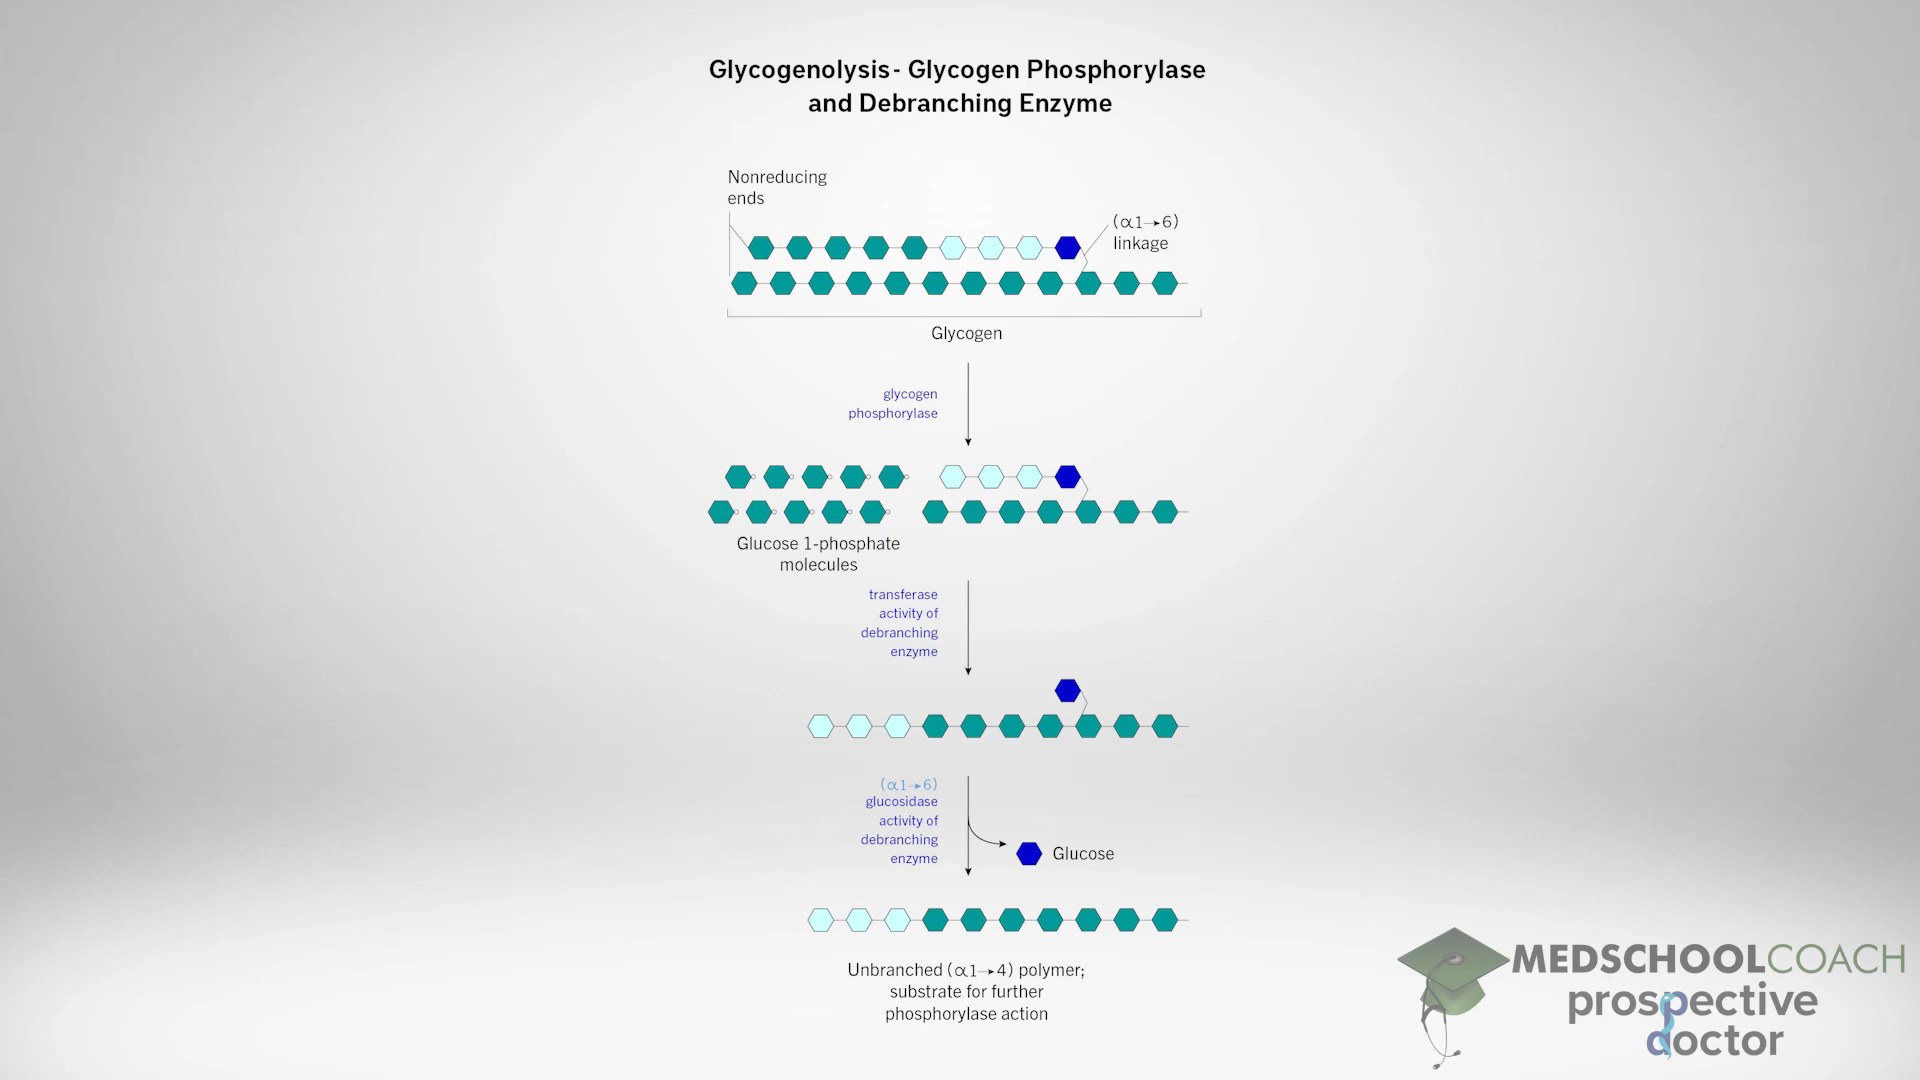 Glycogenolysis- Glycogen Phosphorylase
and Debranching Enzyme
Nonreducing
ends
(α1→6)
linkage
Glycogen
glycogen
phosphorylase
Glucose 1-phosphate
molecules
transferase
activity of
debranching
enzyme
(α1→6)
glucosidase
activity of
debranching
enzyme
Glucose
Unbranched (α1→4) polymer;
substrate for further
phosphorylase action
MEDSCHOOLCOACH
prospective
doctor